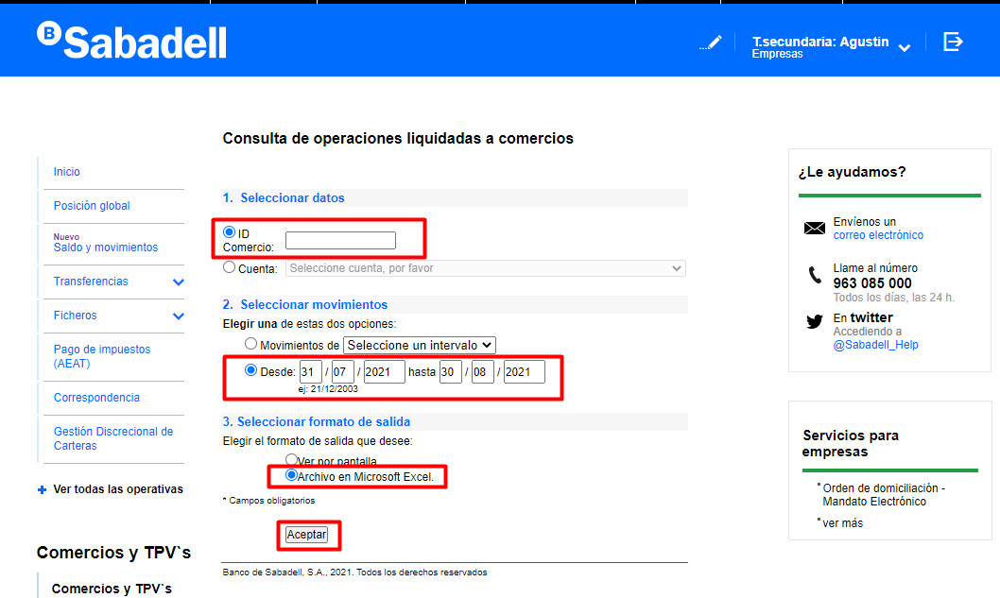 B Sabadell
...
T.secundaria: Agustin
Empresas
Inicio
Posición global
Nuevo
Saldo y movimientos
Transferencias
Ficheros
Pago de impuestos
(AEAT)
Correspondencia
Gestión Discrecional de
Carteras
+ Ver todas las operativas
Comercios y TPV`s
Comercios y TPV`s
Consulta de operaciones liquidadas a comercios
1. Seleccionar datos
ID
Comercio:
Cuenta: Seleccione cuenta, por favor
2. Seleccionar movimientos
Elegir una de estas dos opciones:
Movimientos de Seleccione un intervalo
Desde: 31 / 07 / 2021 hasta 30 / 08 / 2021
ej: 21/12/2003
3. Seleccionar formato de salida
Elegir el formato de salida que desee:
Ver por pantalla
Archivo en Microsoft Excel.
* Campos obligatorios
Aceptar
Banco de Sabadell, S.A., 2021. Todos los derechos reservados
¿Le ayudamos?
Envíenos un
correo electrónico
Llame al número
963 085 000
Todos los días, las 24 h.
En twitter
Accediendo a
@Sabadell_Help
Servicios para
empresas
Orden de domiciliación -
Mandato Electrónico
ver más